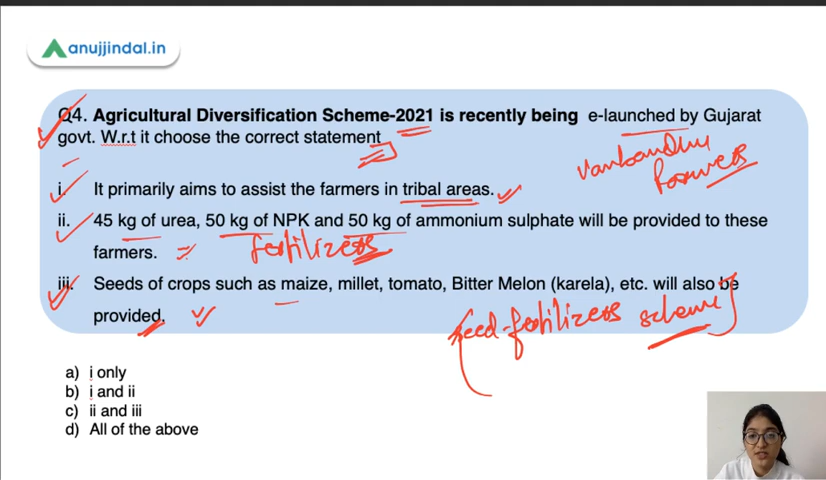 anujjindal.in
Q4. Agricultural Diversification Scheme-2021 is recently being e-launched by Gujarat
govt. W.r.t it choose the correct statement
vanbandhu
farmers
i. It primarily aims to assist the farmers in tribal areas.
ii. 45 kg of urea, 50 kg of NPK and 50 kg of ammonium sulphate will be provided to these
farmers.
fertilizers
iii. Seeds of crops such as maize, millet, tomato, Bitter Melon (karela), etc. will also be
provided.
seed-fertilizers scheme
a) i only
b) i and ii
c) ii and iii
d) All of the above